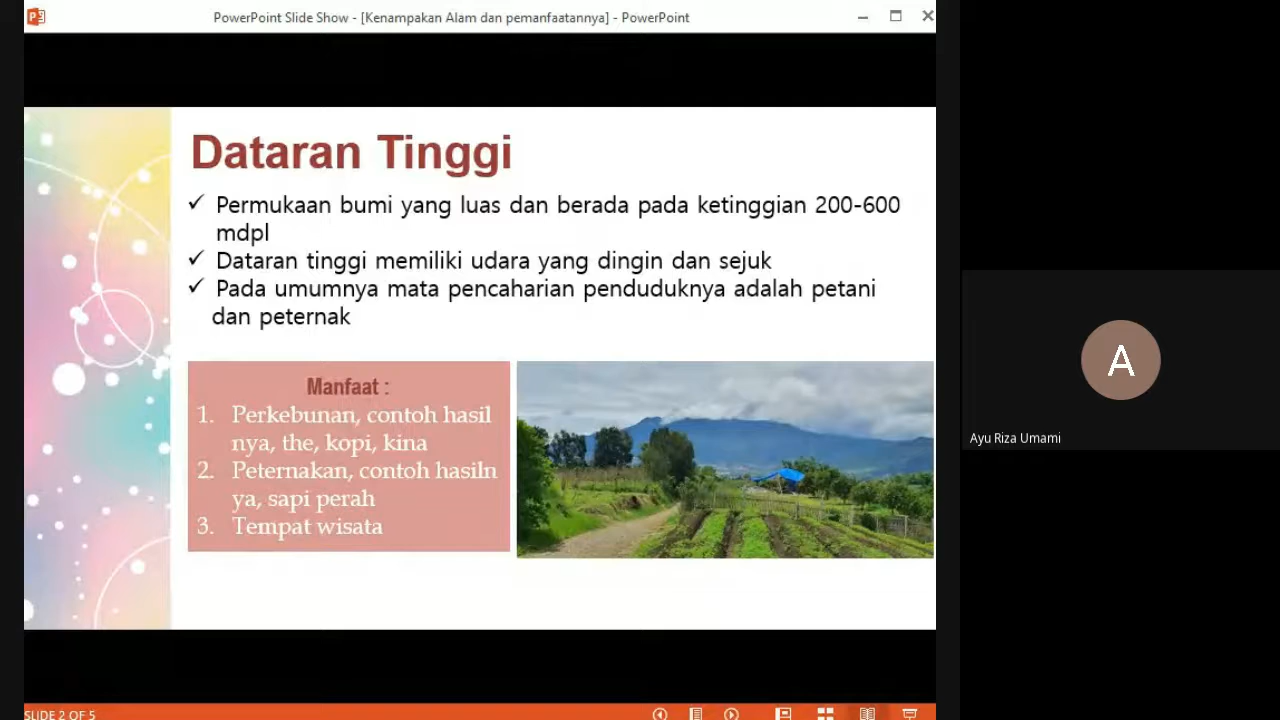 PowerPoint Slide Show - [Kenampakan Alam dan pemanfaatannya] - PowerPoint
Dataran Tinggi
✓ Permukaan bumi yang luas dan berada pada ketinggian 200-600
mdpl
✓ Dataran tinggi memiliki udara yang dingin dan sejuk
✓ Pada umumnya mata pencaharian penduduknya adalah petani
dan peternak
Manfaat :
1. Perkebunan, contoh hasil
nya, the, kopi, kina
2. Peternakan, contoh hasiln
ya, sapi perah
3. Tempat wisata
A
Ayu Riza Umami
SLIDE 2 OF 5